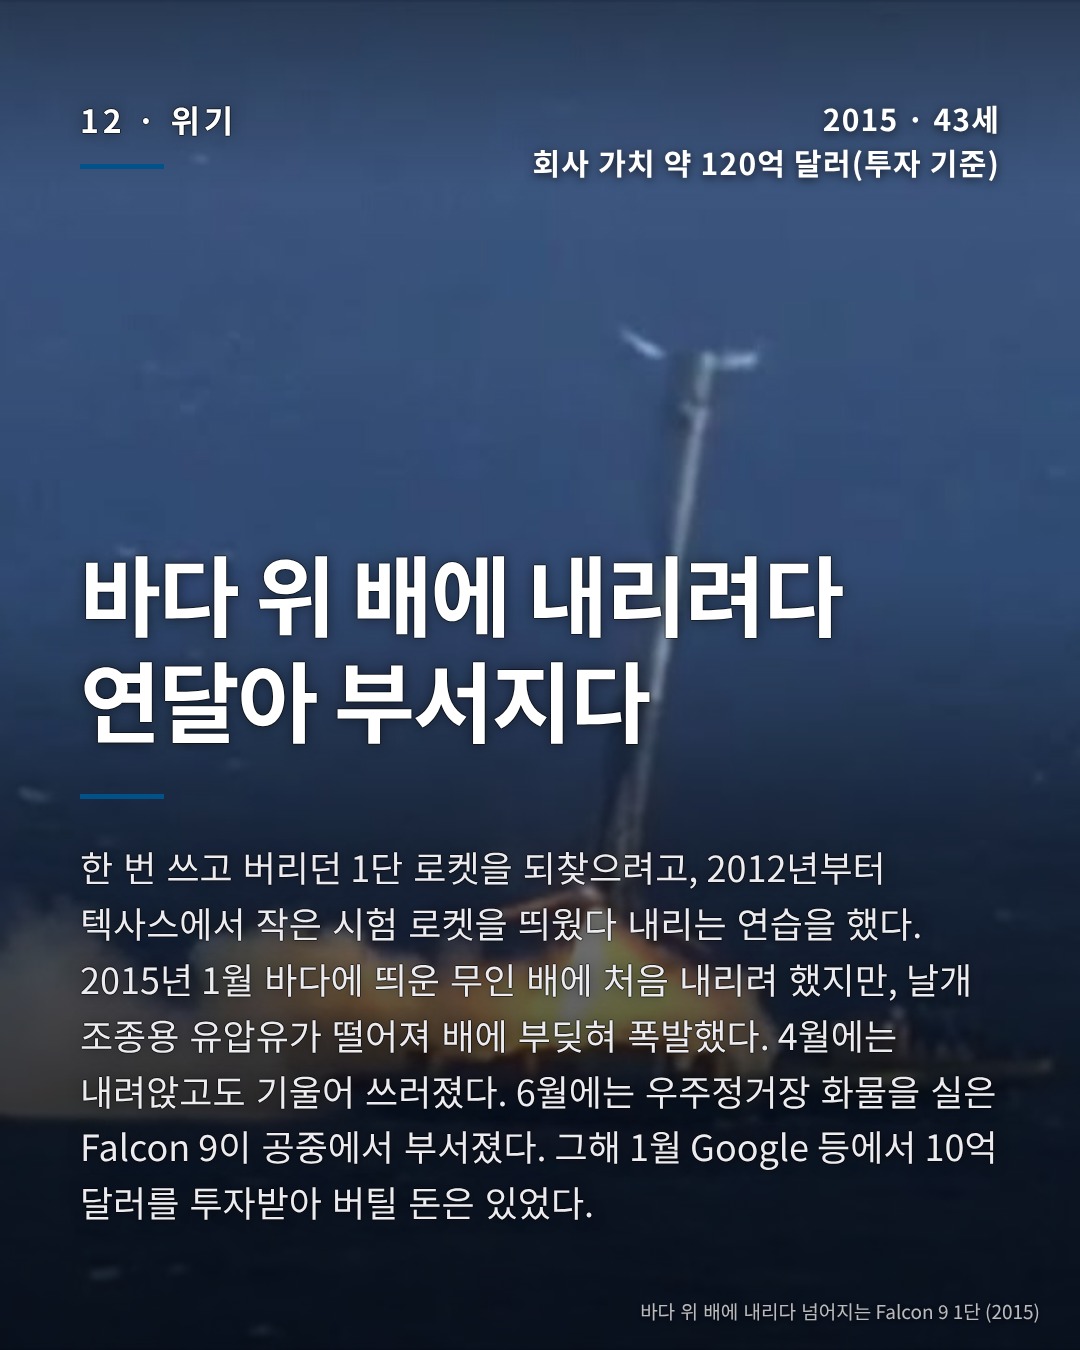 12 · 위기
2015 · 43세
회사 가치 약 120억 달러(투자 기준)
바다 위 배에 내리려다
연달아 부서지다
한 번 쓰고 버리던 1단 로켓을 되찾으려고, 2012년부터
텍사스에서 작은 시험 로켓을 띄웠다 내리는 연습을 했다.
2015년 1월 바다에 띄운 무인 배에 처음 내리려 했지만, 날개
조종용 유압유가 떨어져 배에 부딪혀 폭발했다. 4월에는
내려앉고도 기울어 쓰러졌다. 6월에는 우주정거장 화물을 실은
Falcon 9이 공중에서 부서졌다. 그해 1월 Google 등에서 10억
달러를 투자받아 버틸 돈은 있었다.
바다 위 배에 내리다 넘어지는 Falcon 9 1단 (2015)